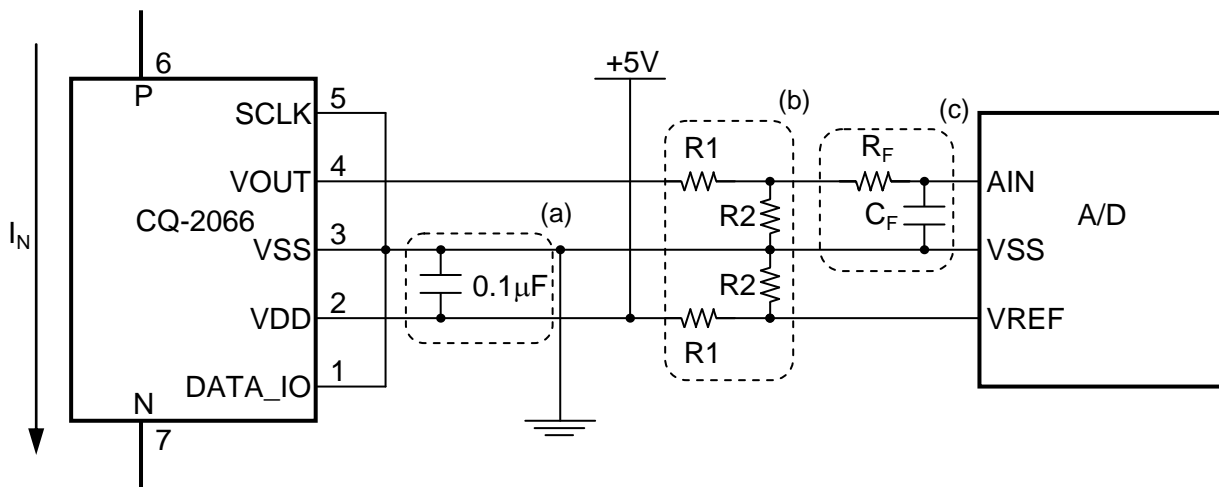 6
P
SCLK
5
+5V
(b)
(c)
R1
RF
VOUT
4
AIN
IN
CQ-2066
(a)
R2
CF
A/D
VSS
3
VSS
0.1μF
R2
VDD
2
VREF
R1
DATA_IO
1
N
7